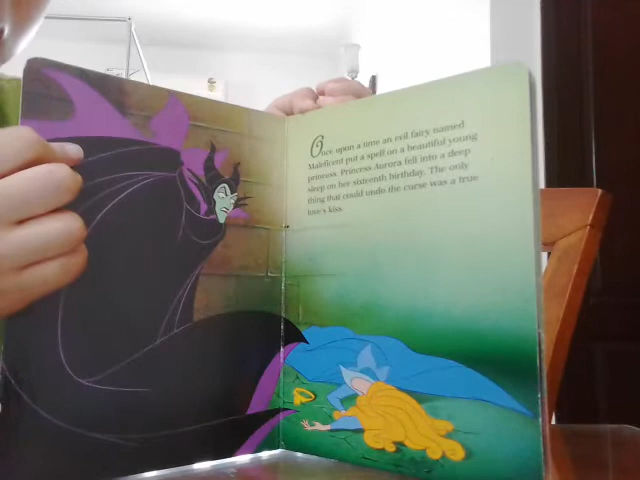 Once upon a time an evil fairy named
Maleficent put a spell on a beautiful young
princess. Princess Aurora fell into a deep
sleep on her sixteenth birthday. The only
thing that could undo the curse was a true
love's kiss.